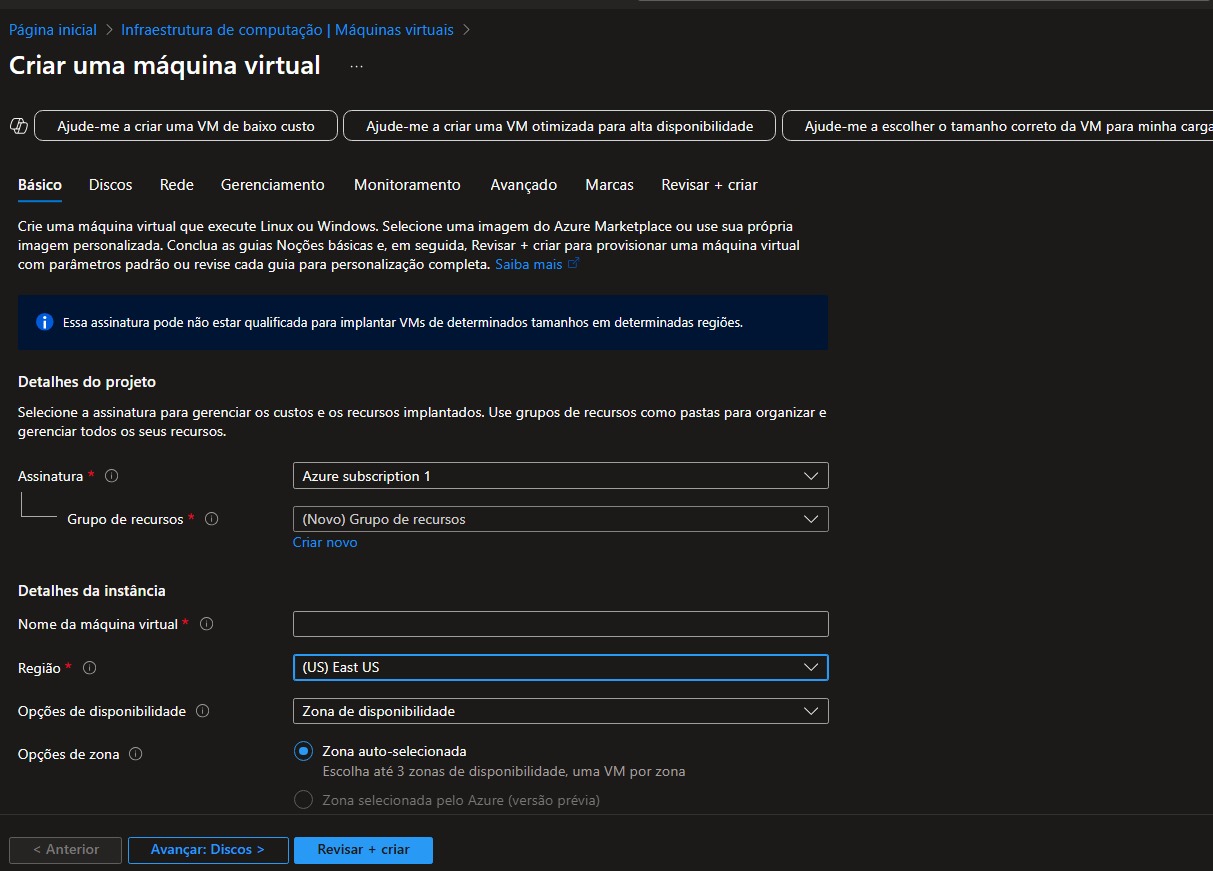 Página inicial > Infraestrutura de computação | Máquinas virtuais >
Criar uma máquina virtual ...
Ajude-me a criar uma VM de baixo custo
Ajude-me a criar uma VM otimizada para alta disponibilidade
Ajude-me a escolher o tamanho correto da VM para minha carga
Básico Discos Rede Gerenciamento Monitoramento Avançado Marcas Revisar + criar
Crie uma máquina virtual que execute Linux ou Windows. Selecione uma imagem do Azure Marketplace ou use sua própria
imagem personalizada. Conclua as guias Noções básicas e, em seguida, Revisar + criar para provisionar uma máquina virtual
com parâmetros padrão ou revise cada guia para personalização completa. Saiba mais
Essa assinatura pode não estar qualificada para implantar VMs de determinados tamanhos em determinadas regiões.
Detalhes do projeto
Selecione a assinatura para gerenciar os custos e os recursos implantados. Use grupos de recursos como pastas para organizar e
gerenciar todos os seus recursos.
Assinatura * Azure subscription 1
Grupo de recursos * (Novo) Grupo de recursos
Criar novo
Detalhes da instância
Nome da máquina virtual *
Região * (US) East US
Opções de disponibilidade Zona de disponibilidade
Opções de zona Zona auto-selecionada
Escolha até 3 zonas de disponibilidade, uma VM por zona
Zona selecionada pelo Azure (versão prévia)
< Anterior Avançar: Discos > Revisar + criar